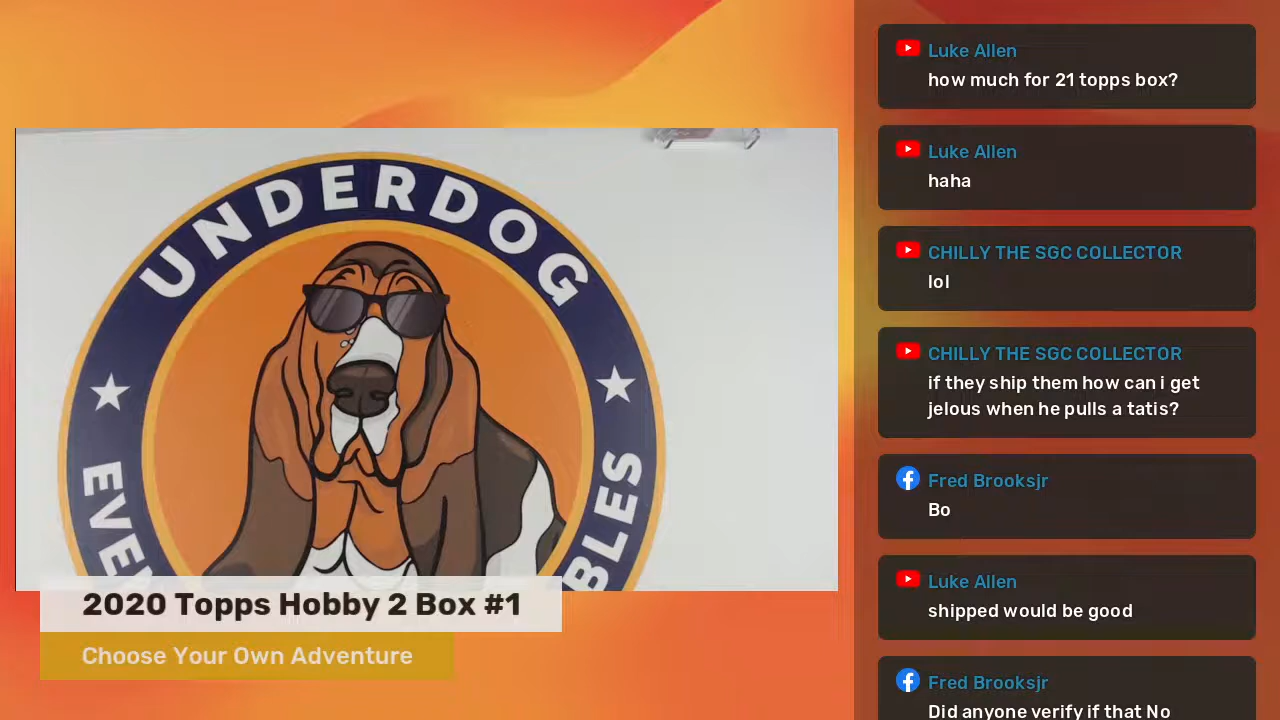 UNDERDOG
EVE
BLES
2020 Topps Hobby 2 Box #1
Choose Your Own Adventure
Luke Allen
how much for 21 topps box?
Luke Allen
haha
CHILLY THE SGC COLLECTOR
lol
CHILLY THE SGC COLLECTOR
if they ship them how can i get
jelous when he pulls a tatis?
Fred Brooksjr
Bo
Luke Allen
shipped would be good
Fred Brooksjr
Did anyone verify if that No